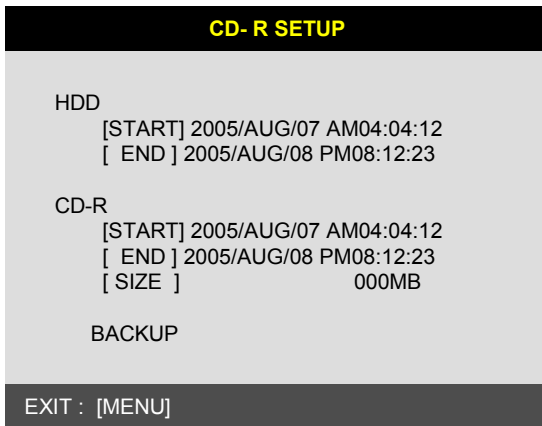 CD- R SETUP
HDD
[START] 2005/AUG/07 AM04:04:12
[ END ] 2005/AUG/08 PM08:12:23
CD-R
[START] 2005/AUG/07 AM04:04:12
[ END ] 2005/AUG/08 PM08:12:23
[ SIZE ] 000MB
BACKUP
EXIT : [MENU]